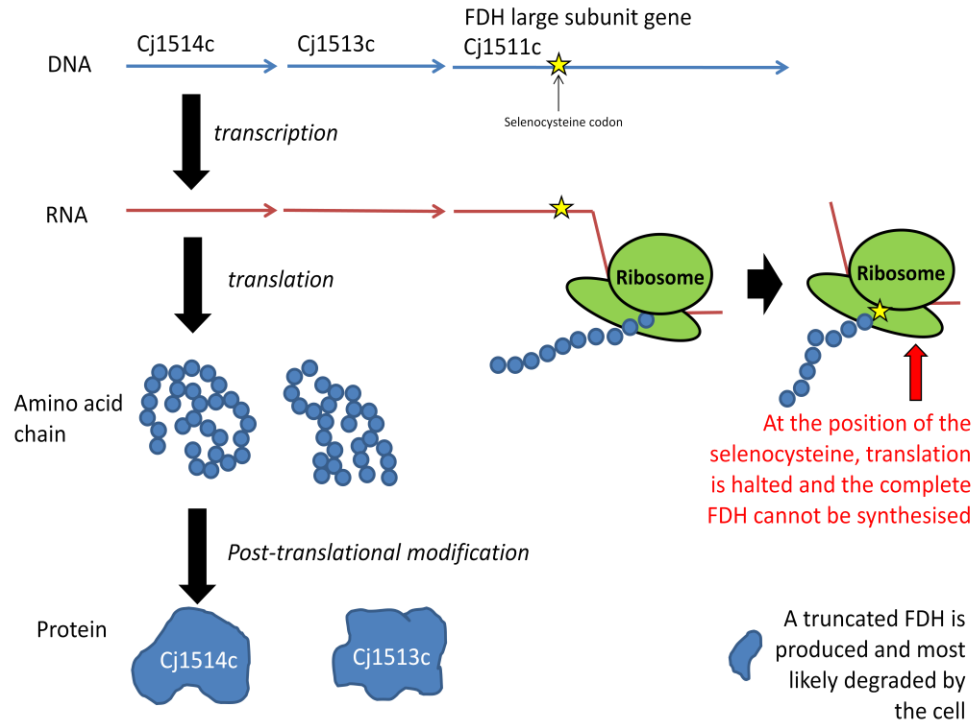 FDH large subunit gene
Cj1514c
Cj1513c
Cj1511c
DNA
Selenocysteine codon
transcription
RNA
translation
Ribosome
Ribosome
Amino acid
chain
At the position of the
selenocysteine, translation
is halted and the complete
FDH cannot be synthesised
Post-translational modification
Protein
Cj1514c
Cj1513c
A truncated FDH is
produced and most
likely degraded by
the cell